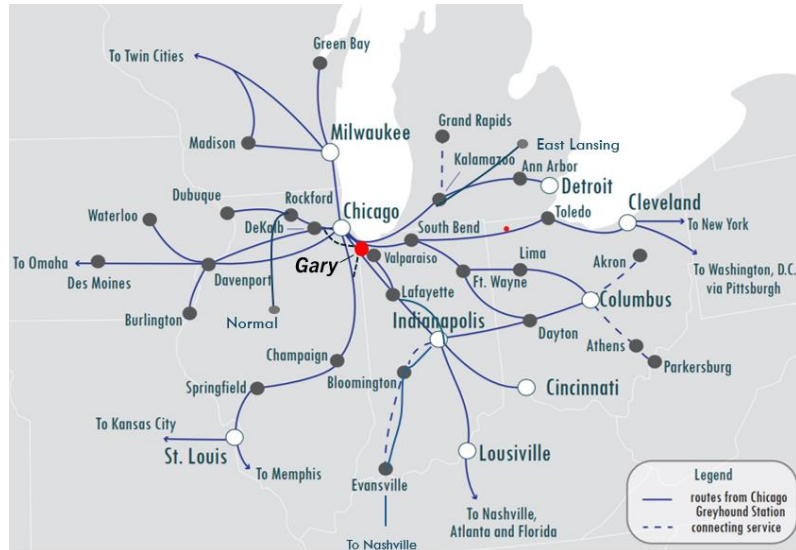 Green Bay
To Twin Cities
Grand Rapids
East Lansing
Milwaukee
Madison
Kalamazoo
Ann Arbor
Detroit
Dubuque
Rockford
Chicago
Cleveland
Waterloo
DeKalb
South Bend
Toledo
To New York
Gary
Valparaiso
Lima
Akron
To Omaha
Des Moines
Davenport
Ft. Wayne
To Washington, D.C.
via Pittsburgh
Lafayette
Columbus
Burlington
Normal
Indianapolis
Dayton
Athens
Champaign
Bloomington
Parkersburg
Springfield
Cincinnati
To Kansas City
St. Louis
Lousiville
To Memphis
Evansville
Legend
routes from Chicago
Greyhound Station
connecting service
To Nashville,
Atlanta and Florida
To Nashville